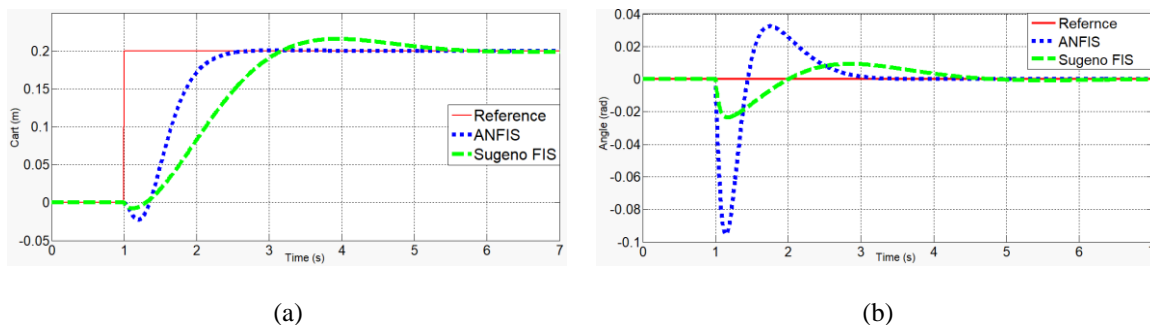 0.2
0.15
0.1
0.05
0
-0.05
Cart (m)
Reference
ANFIS
Sugeno FIS
0 1 2 3 4 5 6 7
Time (s)
(a)
0.04
0.02
0
-0.02
-0.04
-0.06
-0.08
-0.1
Angle (rad)
Refernce
ANFIS
Sugeno FIS
0 1 2 3 4 5 6 7
Time (s)
(b)